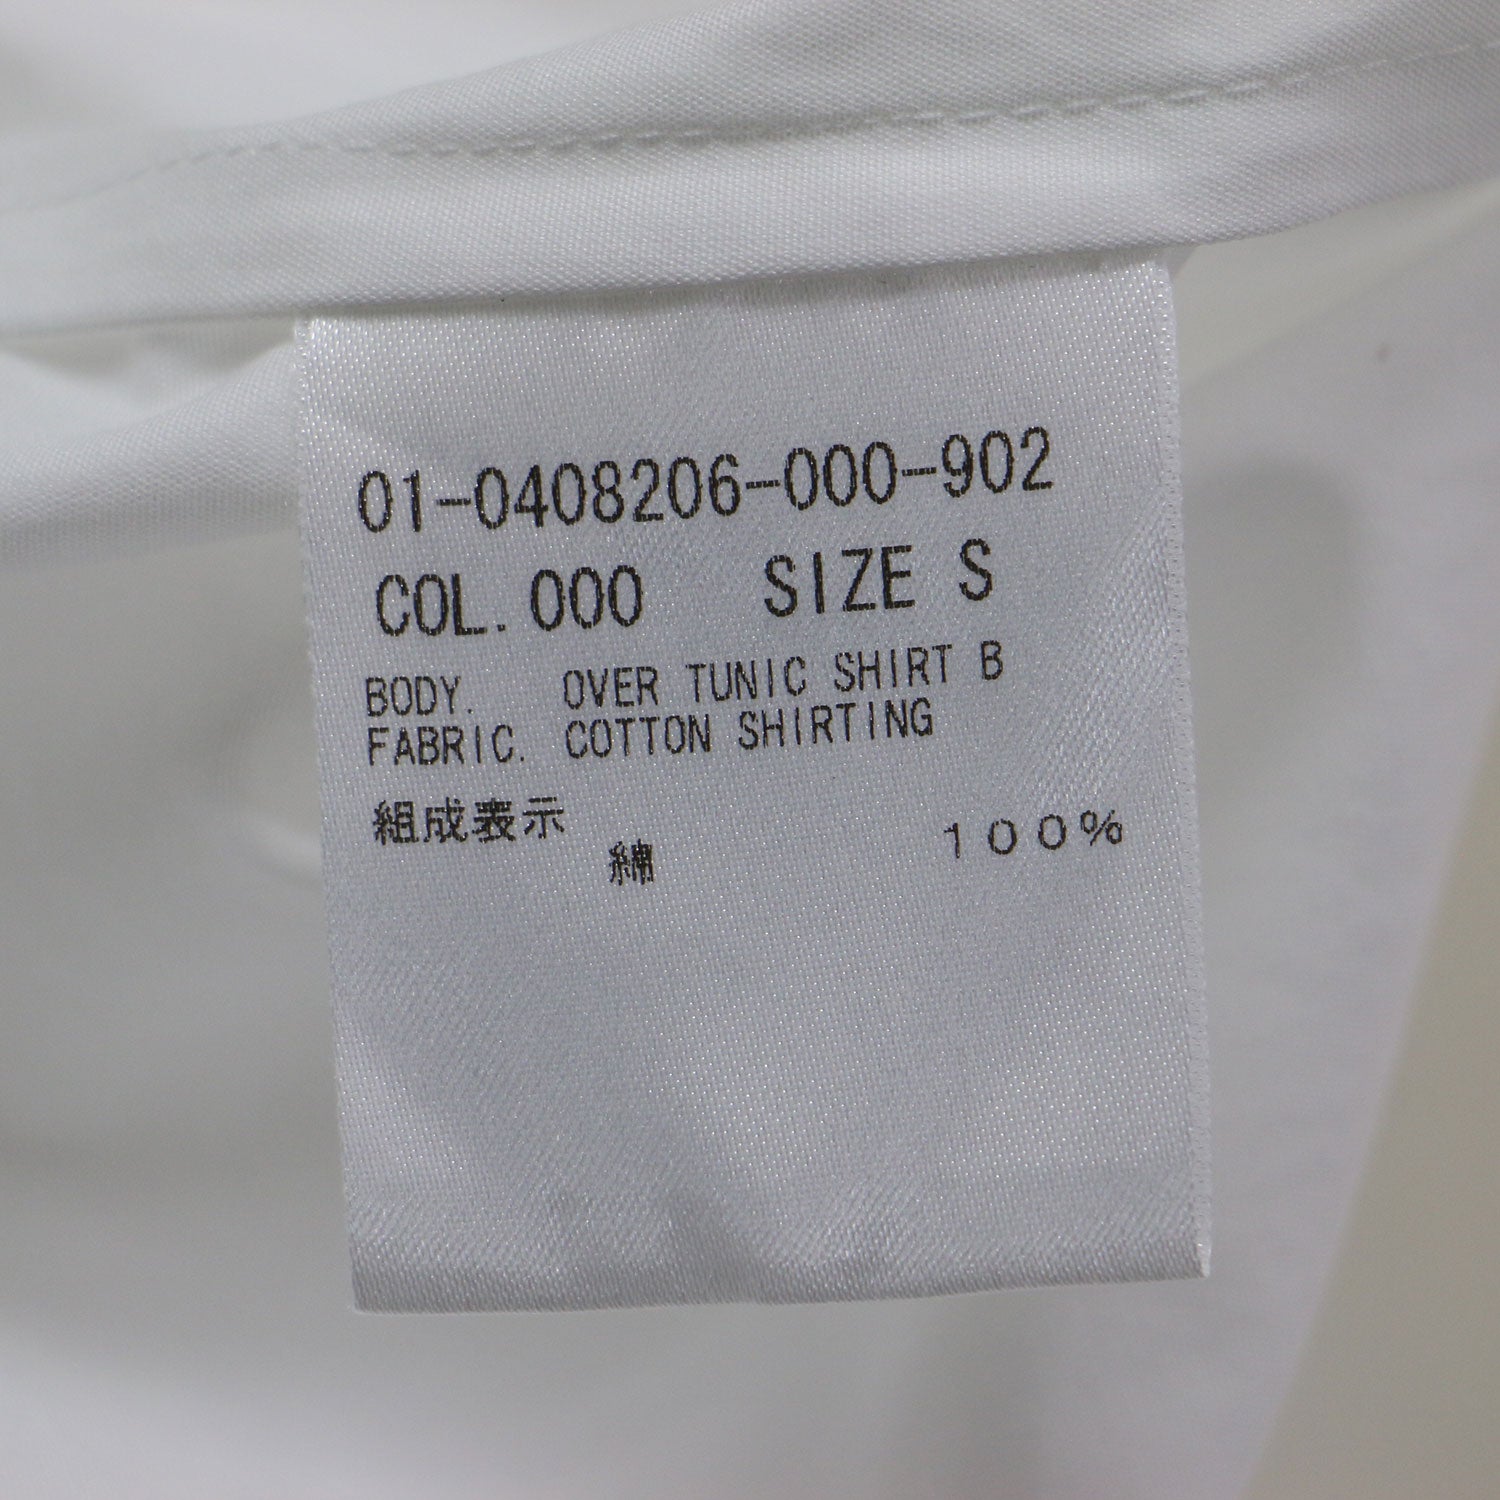 01-0408206-000-902
COL.000 SIZE S
BODY. OVER TUNIC SHIRT B
FABRIC. COTTON SHIRTING
組成表示
綿 100%